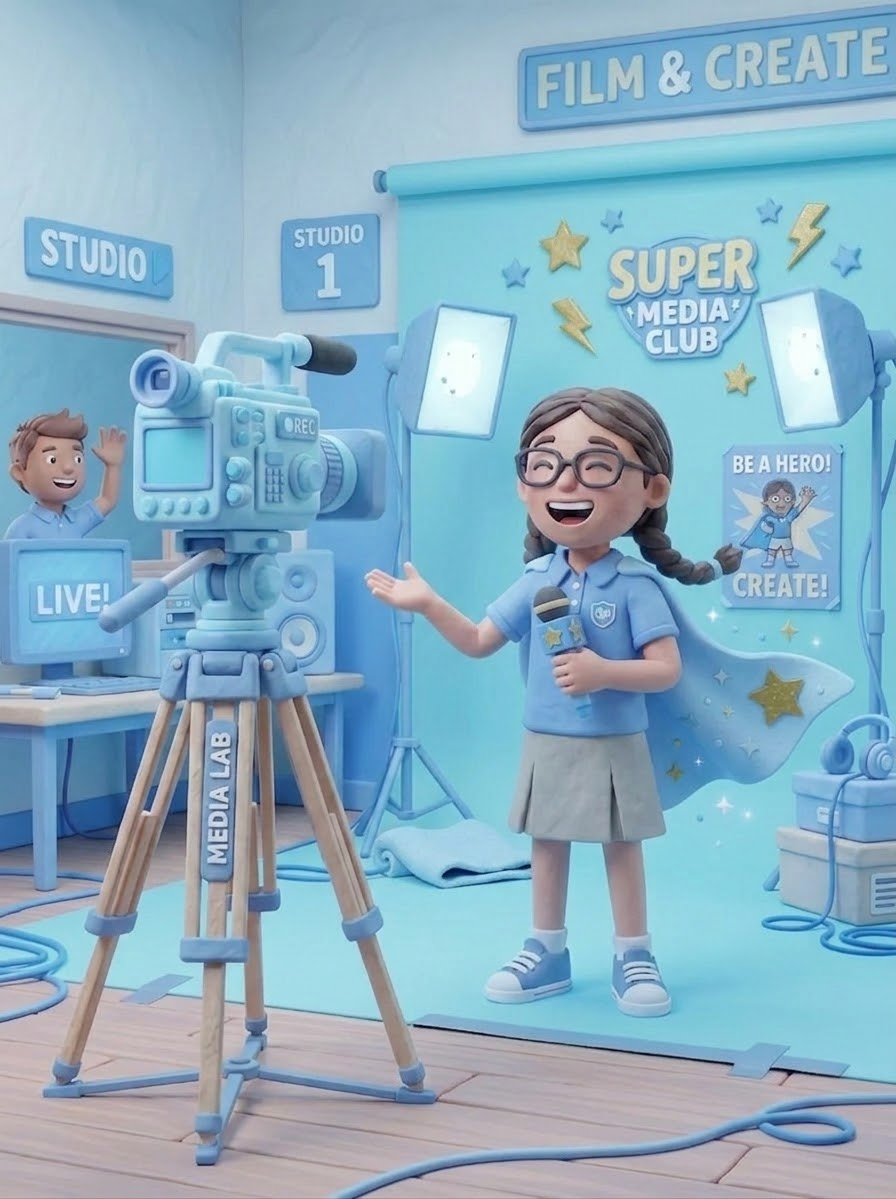 FILM & CREATE
STUDIO
STUDIO
1
SUPER
MEDIA
CLUB
REC
BE A HERO!
CREATE!
LIVE!
MEDIA LAB